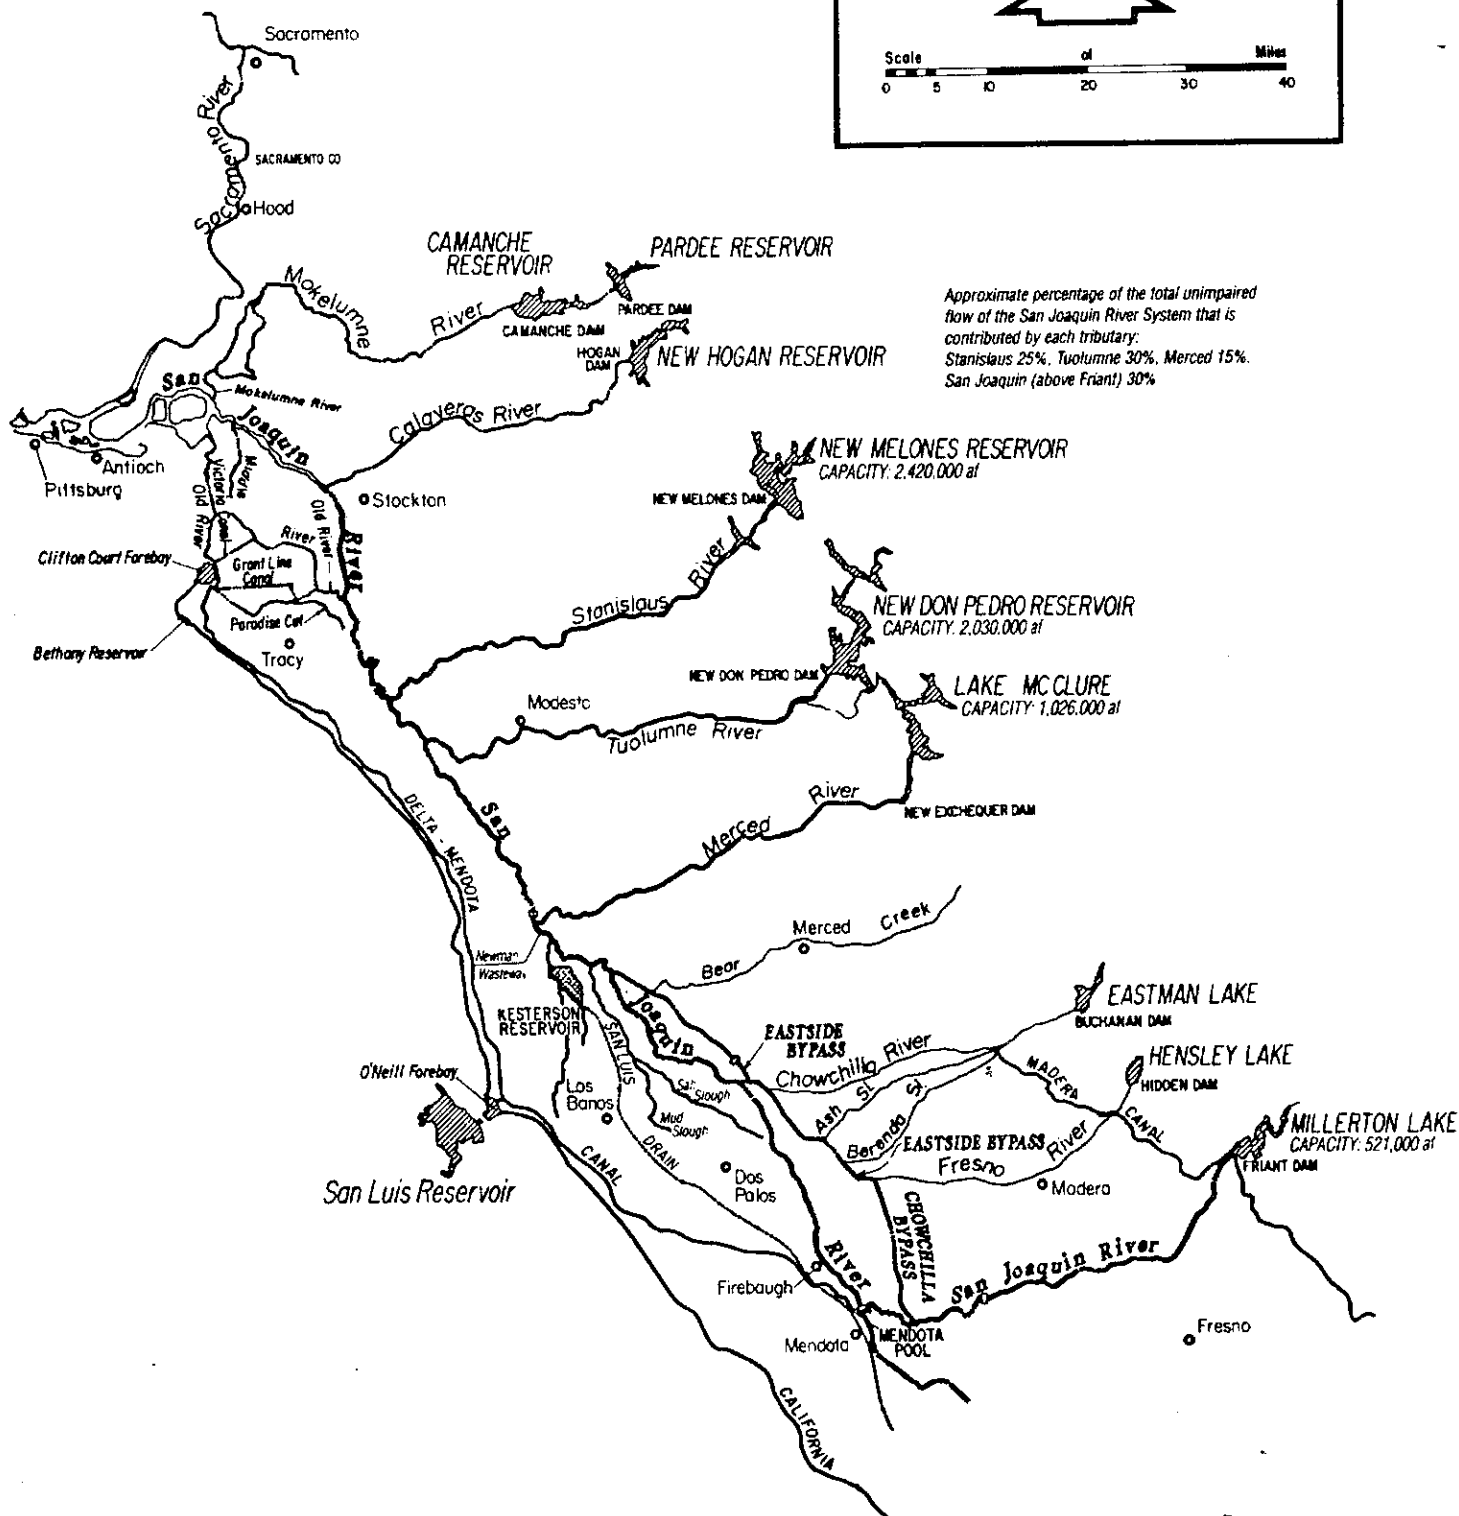 Sacramento
Scale of Miles
0 5 10 20 30 40
Sacramento River
SACRAMENTO CO
Hood
CAMANCHE
RESERVOIR
PARDEE RESERVOIR
Mokelumne River
PARDEE DAM
CAMANCHE DAM
HOGAN
DAM
NEW HOGAN RESERVOIR
Approximate percentage of the total unimpaired
flow of the San Joaquin River System that is
contributed by each tributary:
Stanislaus 25%, Tuolumne 30%, Merced 15%.
San Joaquin (above Friant) 30%
San Joaquin River
Mokelumne River
Calaveras River
Antioch
Pittsburg
Middle
River
Victoria
Canal
Old River
Old River
Stockton
NEW MELONES RESERVOIR
CAPACITY: 2,420,000 af
NEW MELONES DAM
Clifton Court Forebay
Grant Line
Canal
Paradise Cut
Tracy
Bethany Reservoir
Stanislaus River
NEW DON PEDRO RESERVOIR
CAPACITY: 2,030,000 af
NEW DON PEDRO DAM
LAKE MC CLURE
CAPACITY: 1,026,000 af
Modesto
Tuolumne River
NEW EXCHEQUER DAM
Merced River
DELTA - MENDOTA
San
Merced
Bear Creek
Newman
Wasteway
KESTERSON
RESERVOIR
Joaquin
EASTMAN LAKE
BUCHANAN DAM
EASTSIDE
BYPASS
Chowchilla River
HENSLEY LAKE
HIDDEN DAM
MADERA
CANAL
O'Neill Forebay
SAN LUIS
Los
Banos
Salt Slough
Mud
Slough
Ash Sl.
Berenda Sl.
EASTSIDE BYPASS
MILLERTON LAKE
CAPACITY: 521,000 af
FRIANT DAM
Fresno River
Madera
CANAL
DRAIN
San Luis Reservoir
Dos
Palos
CHOWCHILLA
BYPASS
River
San Joaquin River
Firebaugh
Mendota
MENDOTA
POOL
Fresno
CALIFORNIA